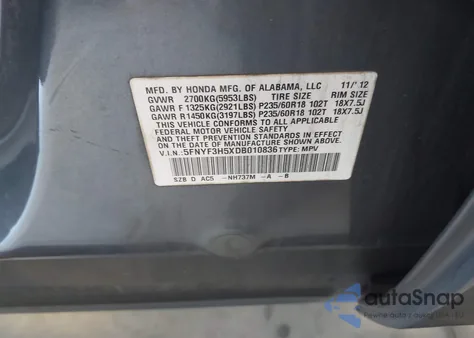 MFD. BY HONDA MFG. OF ALABAMA, LLC 11/'12
GVWR 2700KG(5953LBS) TIRE SIZE RIM SIZE
GAWR F 1325KG(2921LBS) P235/60R18 102T 18X7.5J
GAWR R 1450KG(3197LBS) P235/60R18 102T 18X7.5J
THIS VEHICLE CONFORMS TO ALL APPLICABLE
FEDERAL MOTOR VEHICLE SAFETY, BUMPER,
AND THEFT PREVENTION STANDARDS IN EFFECT
ON THE DATE OF MANUFACTURE SHOWN ABOVE.
V.I.N.:5FNYF3H5XDB010836 TYPE: MPV
SZB D AC5 -NH737M -A -B
autoSnap